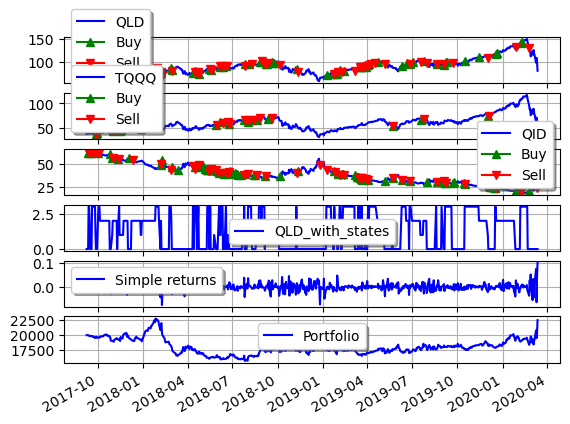 QLD
Buy
Sell
150
100
TQQQ
Buy
Sell
100
50
QID
Buy
Sell
50
25
QLD_with_states
2.5
0.0
Simple returns
0.1
0.0
Portfolio
22500
20000
17500
2017-10
2018-01
2018-04
2018-07
2018-10
2019-01
2019-04
2019-07
2019-10
2020-01
2020-04